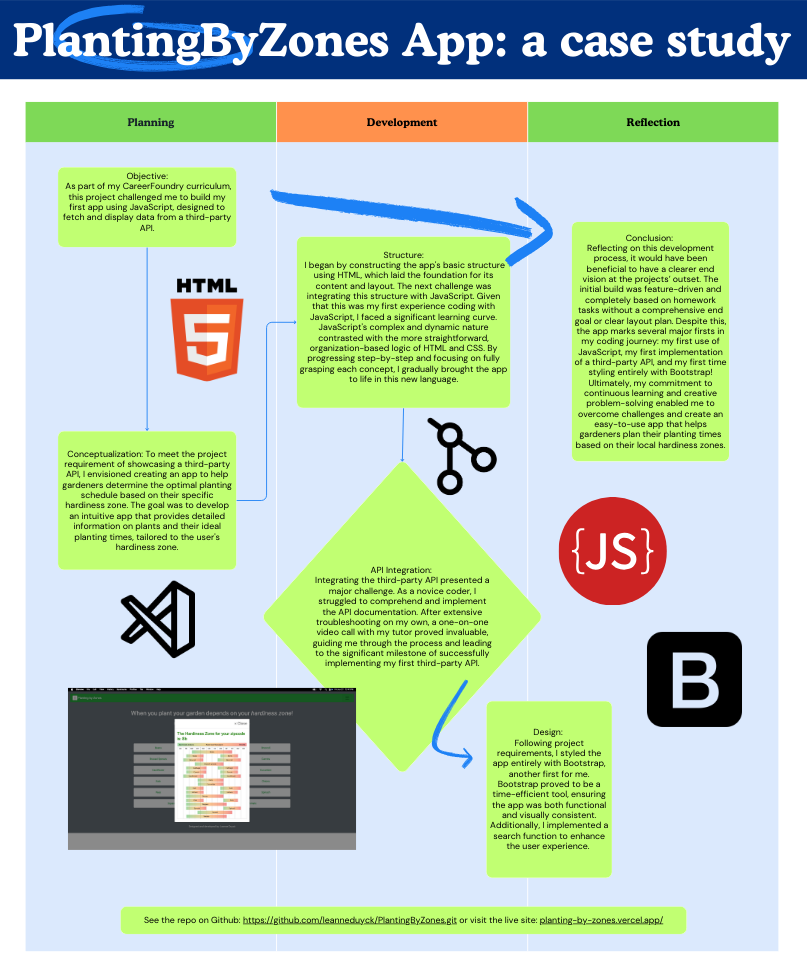 PlantingByZones App: a case study
Planning
Development
Reflection
Objective:
As part of my CareerFoundry curriculum,
this project challenged me to build my
first app using JavaScript, designed to
fetch and display data from a third-party
API.
HTML
5
Conceptualization: To meet the project
requirement of showcasing a third-party
API, I envisioned creating an app to help
gardeners determine the optimal planting
schedule based on their specific
hardiness zone. The goal was to develop
an intuitive app that provides detailed
information on plants and their ideal
planting times, tailored to the user's
hardiness zone.
When you plant your garden depends on your hardiness zone!
The Hardiness Zone for your zipcode
Structure:
I began by constructing the app's basic structure
using HTML, which laid the foundation for its
content and layout. The next challenge was
integrating this structure with JavaScript. Given
that this was my first experience coding with
JavaScript, I faced a significant learning curve.
JavaScript's complex and dynamic nature
contrasted with the more straightforward,
organization-based logic of HTML and CSS. By
progressing step-by-step and focusing on fully
grasping each concept, I gradually brought the app
to life in this new language.
API Integration:
Integrating the third-party API presented a
major challenge. As a novice coder, I
struggled to comprehend and implement
the API documentation. After extensive
troubleshooting on my own, a one-on-one
video call with my tutor proved invaluable,
guiding me through the process and leading
to the significant milestone of successfully
implementing my first third-party API.
Design:
Following project
requirements, I styled the
app entirely with Bootstrap,
another first for me.
Bootstrap proved to be a
time-efficient tool, ensuring
the app was both functional
and visually consistent.
Additionally, I implemented a
search function to enhance
the user experience.
Conclusion:
Reflecting on this development
process, it would have been
beneficial to have a clearer end
vision at the projects' outset. The
initial build was feature-driven and
completely based on homework
tasks without a comprehensive end
goal or clear layout plan. Despite this,
the app marks several major firsts in
my coding journey: my first use of
JavaScript, my first implementation
of a third-party API, and my first time
styling entirely with Bootstrap!
Ultimately, my commitment to
continuous learning and creative
problem-solving enabled me to
overcome challenges and create an
easy-to-use app that helps
gardeners plan their planting times
based on their local hardiness zones.
{JS}
B
See the repo on Github: https://github.com/leanneduyck/PlantingByZones.git or visit the live site: planting-by-zones.vercel.app/